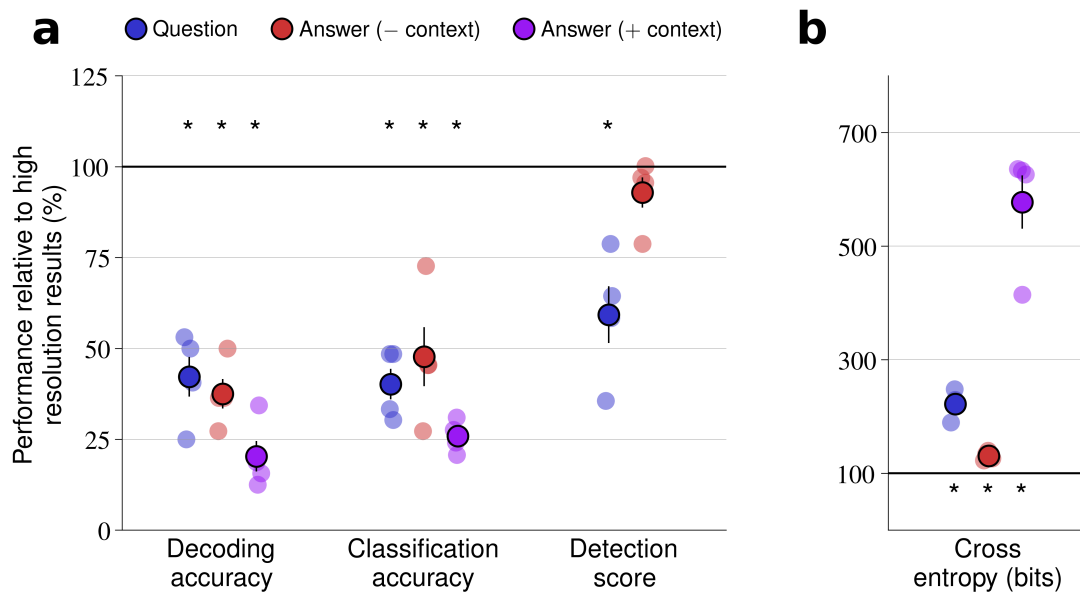 a
Question
Answer (− context)
Answer (+ context)
b
Performance relative to high
resolution results (%)
125
100
75
50
25
0
* * *
* * *
*
Decoding
accuracy
Classification
accuracy
Detection
score
700
500
300
100
* * *
Cross
entropy (bits)